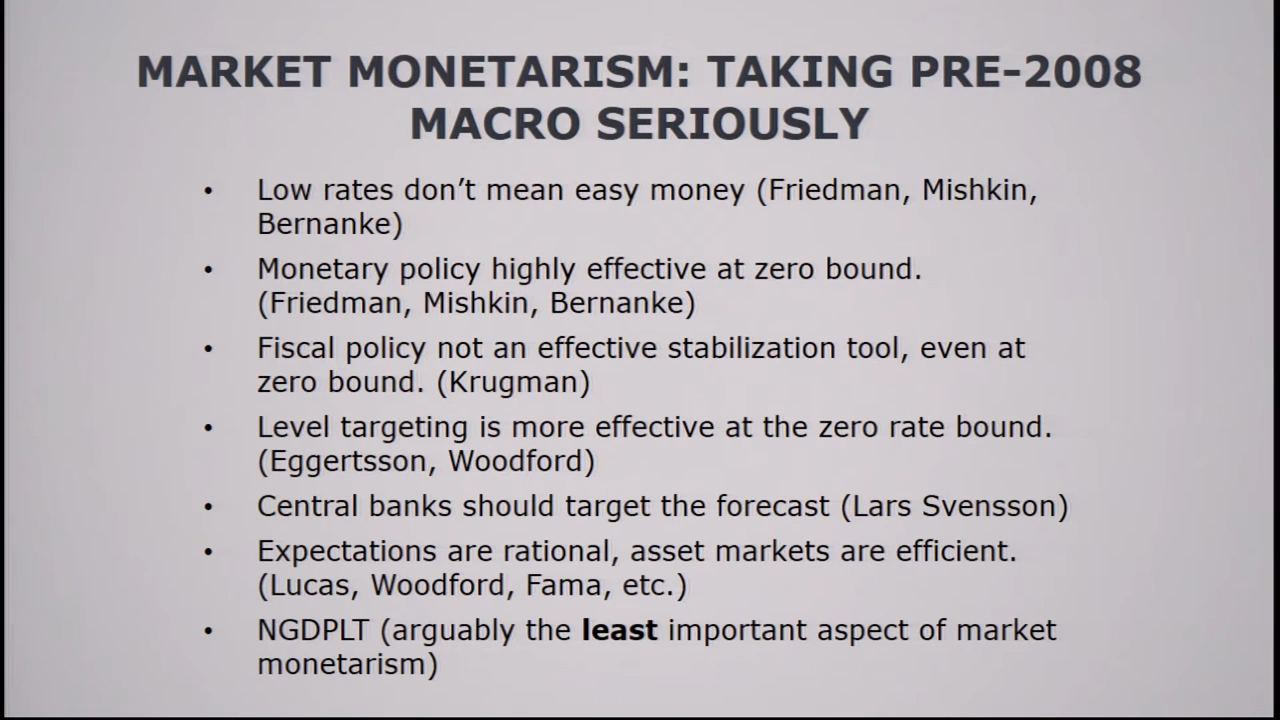 MARKET MONETARISM: TAKING PRE–2008
MACRO SERIOUSLY
• Low rates don’t mean easy money (Friedman, Mishkin,
Bernanke)
• Monetary policy highly effective at zero bound.
(Friedman, Mishkin, Bernanke)
• Fiscal policy not an effective stabilization tool, even at
zero bound. (Krugman)
• Level targeting is more effective at the zero rate bound.
(Eggertsson, Woodford)
• Central banks should target the forecast (Lars Svensson)
• Expectations are rational, asset markets are efficient.
(Lucas, Woodford, Fama, etc.)
• NGDPLT (arguably the least important aspect of market
monetarism)